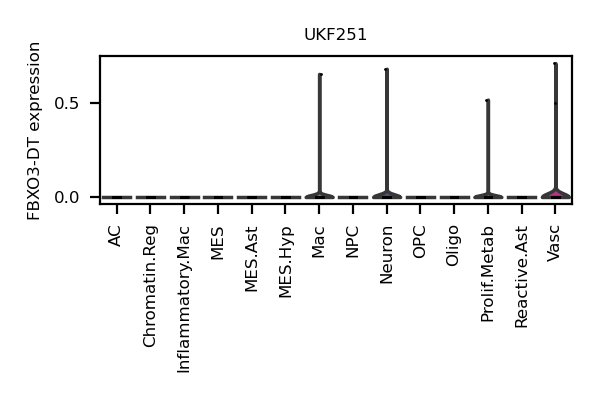 UKF251
FBXO3-DT expression
0.5
0.0
AC
Chromatin.Reg
Inflammatory.Mac
MES
MES.Ast
MES.Hyp
Mac
NPC
Neuron
OPC
Oligo
Prolif.Metab
Reactive.Ast
Vasc